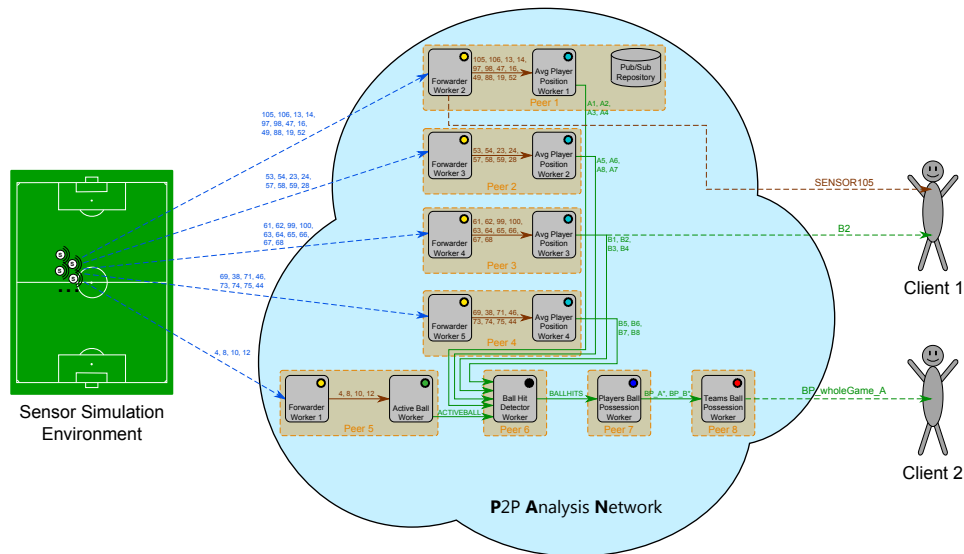 105, 106, 13, 14,
97, 98, 47, 16,
49, 88, 19, 52
Forwarder
Worker 2
105, 106, 13, 14,
97, 98, 47, 16,
49, 88, 19, 52
Avg Player
Position
Worker 1
Pub/Sub
Repository
Peer 1
A1, A2,
A3, A4
53, 54, 23, 24,
57, 58, 59, 28
Forwarder
Worker 3
53, 54, 23, 24,
57, 58, 59, 28
Avg Player
Position
Worker 2
Peer 2
A5, A6,
A8, A7
SENSOR105
61, 62, 99, 100,
63, 64, 65, 66,
67, 68
Forwarder
Worker 4
61, 62, 99, 100,
63, 64, 65, 66,
67, 68
Avg Player
Position
Worker 3
Peer 3
B1, B2,
B3, B4
B2
Client 1
69, 38, 71, 46,
73, 74, 75, 44
Forwarder
Worker 5
69, 38, 71, 46,
73, 74, 75, 44
Avg Player
Position
Worker 4
Peer 4
B5, B6,
B7, B8
S
S
S
S
4, 8, 10, 12
Forwarder
Worker 1
4, 8, 10, 12
Active Ball
Worker
Peer 5
ACTIVEBALL
Ball Hit
Detector
Worker
Peer 6
BALLHITS
Players Ball
Possession
Worker
Peer 7
BP_A*, BP_B*
Teams Ball
Possession
Worker
Peer 8
BP_wholeGame_A
Client 2
Sensor Simulation
Environment
P2P Analysis Network